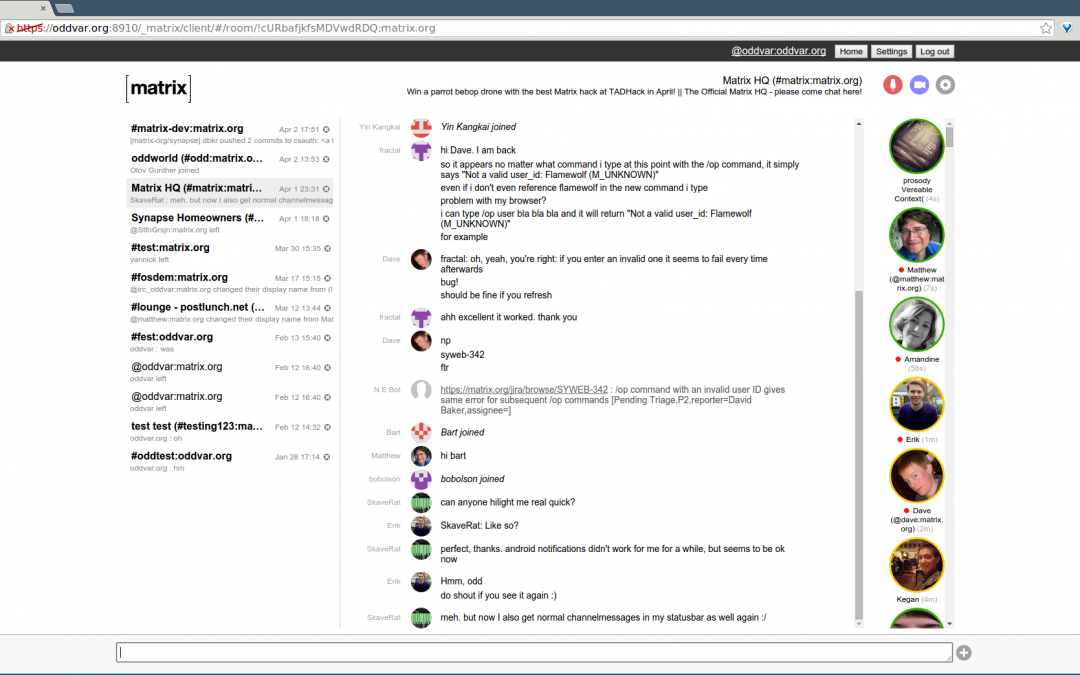 https://oddvar.org:8910/_matrix/client/#/room/!cURbafjkfsMDVwdRDQ:matrix.org
@oddvar:oddvar.org Home Settings Log out
[matrix]
Matrix HQ (#matrix:matrix.org)
Win a parrot bebop drone with the best Matrix hack at TADHack in April! || The Official Matrix HQ - please come chat here!
#matrix-dev:matrix.org Apr 2 17:51
[matrix-org/synapse] dbkr pushed 2 commits to csauth: <a f
oddworld (#odd:matrix.o... Apr 2 13:53
Olov Gunther joined
Matrix HQ (#matrix:matri... Apr 1 23:31
SkaveRat : meh. but now I also get normal channelmessag
Synapse Homeowners (#... Apr 1 18:18
@StfnGrsjn:matrix.org left
#test:matrix.org Mar 30 15:35
yannick left
#fosdem:matrix.org Mar 17 15:15
@irc_oddvar:matrix.org changed their display name from (I
#lounge - postlunch.net (... Mar 12 13:44
@matthew:matrix.org changed their display name from Mat
#fest:oddvar.org Feb 13 15:40
oddvar : was
@oddvar:matrix.org Feb 12 16:40
oddvar left
@oddvar:matrix.org Feb 12 16:40
oddvar left
test test (#testing123:ma... Feb 12 14:32
oddvar.org : oh
#oddtest:oddvar.org Jan 28 17:14
oddvar.org : hm
Yin Kangkai Yin Kangkai joined
fractal hi Dave. I am back
so it appears no matter what command i type at this point with the /op command, it simply
says "Not a valid user_id: Flamewolf (M_UNKNOWN)"
even if i don't even reference flamewolf in the new command i type
problem with my browser?
i can type /op user bla bla bla and it will return "Not a valid user_id: Flamewolf
(M_UNKNOWN)"
for example
Dave fractal: oh, yeah, you're right: if you enter an invalid one it seems to fail every time
afterwards
bug!
should be fine if you refresh
fractal ahh excellent it worked. thank you
Dave np
syweb-342
ftr
N E Bot https://matrix.org/jira/browse/SYWEB-342 : /op command with an invalid user ID gives
same error for subsequent /op commands [Pending Triage,P2,reporter=David
Baker,assignee=]
Bart Bart joined
Matthew hi bart
bobolson bobolson joined
SkaveRat can anyone hilight me real quick?
Erik SkaveRat: Like so?
SkaveRat perfect, thanks. android notifications didn't work for me for a while, but seems to be ok
now
Erik Hmm, odd
do shout if you see it again :)
SkaveRat meh. but now I also get normal channelmessages in my statusbar as well again :/
prosody
Vereable
Context( (4s)
Matthew
(@matthew:mat
rix.org) (7s)
Amandine
(58s)
Erik (1m)
Dave
(@dave:matrix.
org) (2m)
Kegan (4m)